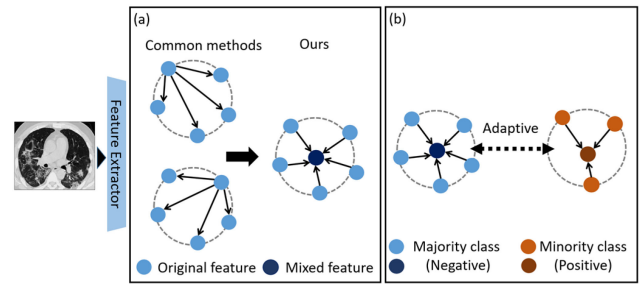 (a)
Common methods
Ours
Feature Extractor
Original feature
Mixed feature
(b)
Adaptive
Majority class
(Negative)
Minority class
(Positive)